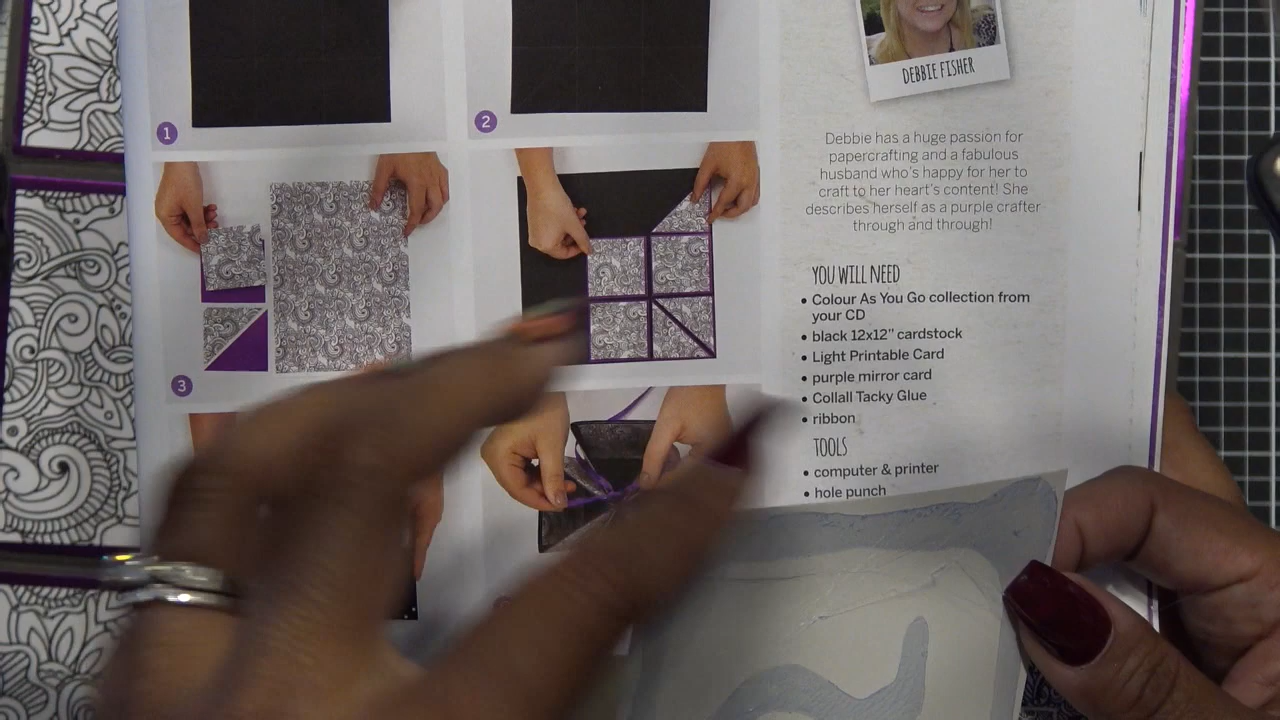 1
2
3
DEBBIE FISHER
Debbie has a huge passion for
papercrafting and a fabulous
husband who's happy for her to
craft to her heart's content! She
describes herself as a purple crafter
through and through!
YOU WILL NEED
• Colour As You Go collection from
your CD
• black 12x12" cardstock
• Light Printable Card
• purple mirror card
• Collall Tacky Glue
• ribbon
TOOLS
• computer & printer
• hole punch